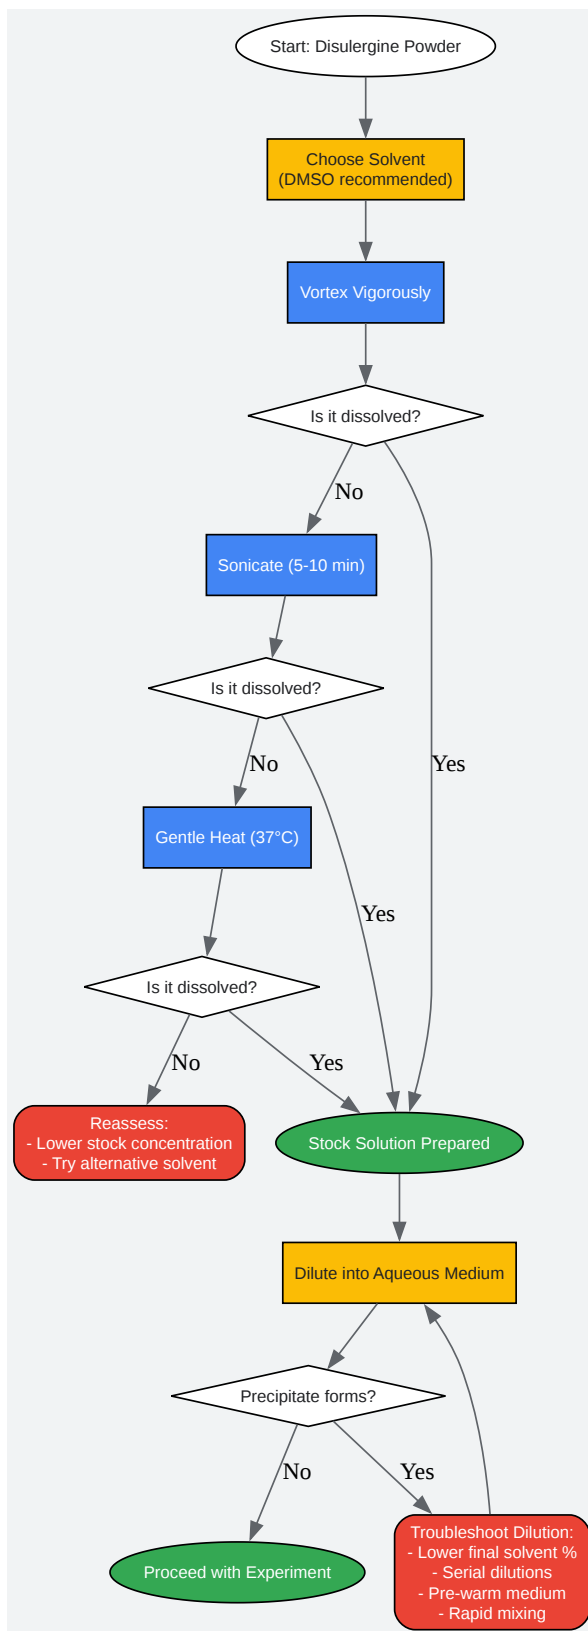 Start: Disulergine Powder
Choose Solvent
(DMSO recommended)
Vortex Vigorously
Is it dissolved?
No
Sonicate (5-10 min)
Is it dissolved?
No
Yes
Gentle Heat (37°C)
Yes
Is it dissolved?
No
Yes
Reassess:
- Lower stock concentration
- Try alternative solvent
Stock Solution Prepared
Dilute into Aqueous Medium
Precipitate forms?
No
Yes
Proceed with Experiment
Troubleshoot Dilution:
- Lower final solvent %
- Serial dilutions
- Pre-warm medium
- Rapid mixing